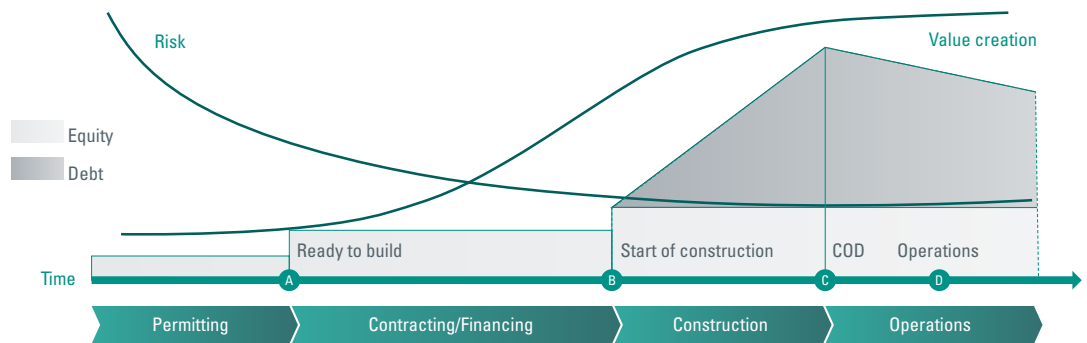 Risk
Value creation
Equity
Debt
Ready to build
Start of construction
COD
Operations
Time
A
B
C
D
Permitting
Contracting/Financing
Construction
Operations